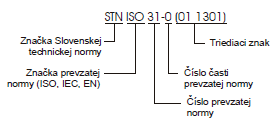 STN ISO 31-0 (01 1301)
Značka Slovenskej
technickej normy
Triediaci znak
Značka prevzatej
normy (ISO, IEC, EN)
Číslo časti
prevzatej normy
Číslo prevzatej
normy